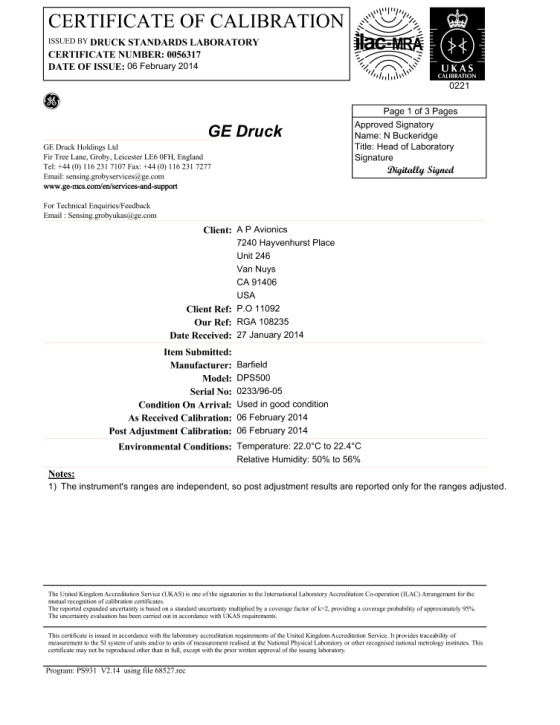 CERTIFICATE OF CALIBRATION
ISSUED BY DRUCK STANDARDS LABORATORY
CERTIFICATE NUMBER: 0056317
DATE OF ISSUE: 06 February 2014
ilac-MRA
UKAS
CALIBRATION
0221
GE Druck
Page 1 of 3 Pages
Approved Signatory
Name: N Buckeridge
Title: Head of Laboratory
Signature
Digitally Signed
GE Druck Holdings Ltd
Fir Tree Lane, Groby, Leicester LE6 0FH, England
Tel: +44 (0) 116 231 7107 Fax: +44 (0) 116 231 7277
Email: sensing.grobyservices@ge.com
www.ge-mcs.com/en/services-and-support
For Technical Enquiries/Feedback
Email : Sensing.grobyukas@ge.com
Client: A P Avionics
7240 Hayvenhurst Place
Unit 246
Van Nuys
CA 91406
USA
Client Ref: P.O 11092
Our Ref: RGA 108235
Date Received: 27 January 2014
Item Submitted:
Manufacturer: Barfield
Model: DPS500
Serial No: 0233/96-05
Condition On Arrival: Used in good condition
As Received Calibration: 06 February 2014
Post Adjustment Calibration: 06 February 2014
Environmental Conditions: Temperature: 22.0°C to 22.4°C
Relative Humidity: 50% to 56%
Notes:
1) The instrument's ranges are independent, so post adjustment results are reported only for the ranges adjusted.
The United Kingdom Accreditation Service (UKAS) is one of the signatories to the International Laboratory Accreditation Co-operation (ILAC) Arrangement for the
mutual recognition of calibration certificates.
The reported expanded uncertainty is based on a standard uncertainty multiplied by a coverage factor of k=2, providing a coverage probability of approximately 95%.
The uncertainty evaluation has been carried out in accordance with UKAS requirements.
This certificate is issued in accordance with the laboratory accreditation requirements of the United Kingdom Accreditation Service. It provides traceability of
measurement to the SI system of units and/or to units of measurement realised at the National Physical Laboratory or other recognised national metrology institutes. This
certificate may not be reproduced other than in full, except with the prior written approval of the issuing laboratory.
Program: PS931 V2.14 using file 68527.rec